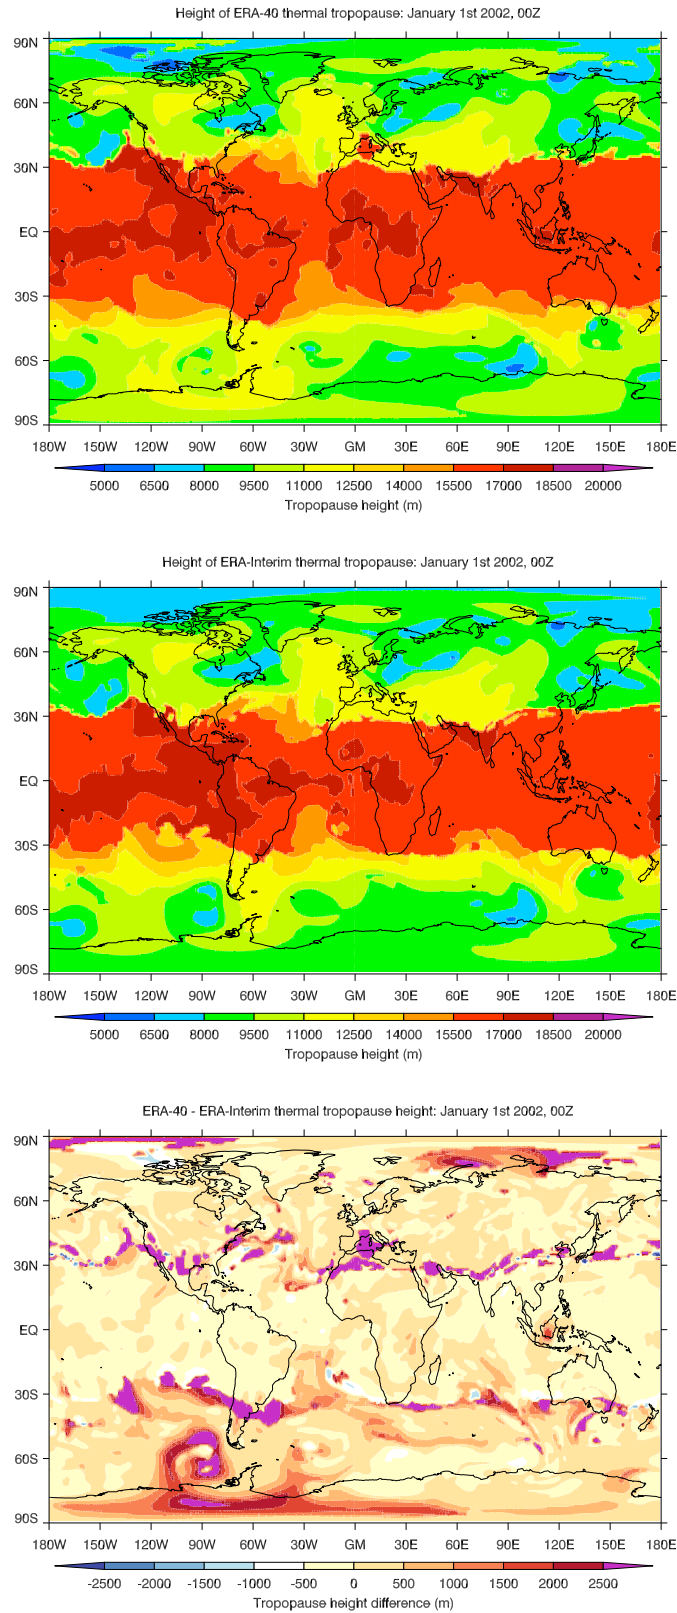 Height of ERA-40 thermal tropopause: January 1st 2002, 00Z
90N
60N
30N
EQ
30S
60S
90S
180W 150W 120W 90W 60W 30W GM 30E 60E 90E 120E 150E 180E
5000 6500 8000 9500 11000 12500 14000 15500 17000 18500 20000
Tropopause height (m)
Height of ERA-Interim thermal tropopause: January 1st 2002, 00Z
90N
60N
30N
EQ
30S
60S
90S
180W 150W 120W 90W 60W 30W GM 30E 60E 90E 120E 150E 180E
5000 6500 8000 9500 11000 12500 14000 15500 17000 18500 20000
Tropopause height (m)
ERA-40 - ERA-Interim thermal tropopause height: January 1st 2002, 00Z
90N
60N
30N
EQ
30S
60S
90S
180W 150W 120W 90W 60W 30W GM 30E 60E 90E 120E 150E 180E
-2500 -2000 -1500 -1000 -500 0 500 1000 1500 2000 2500
Tropopause height difference (m)